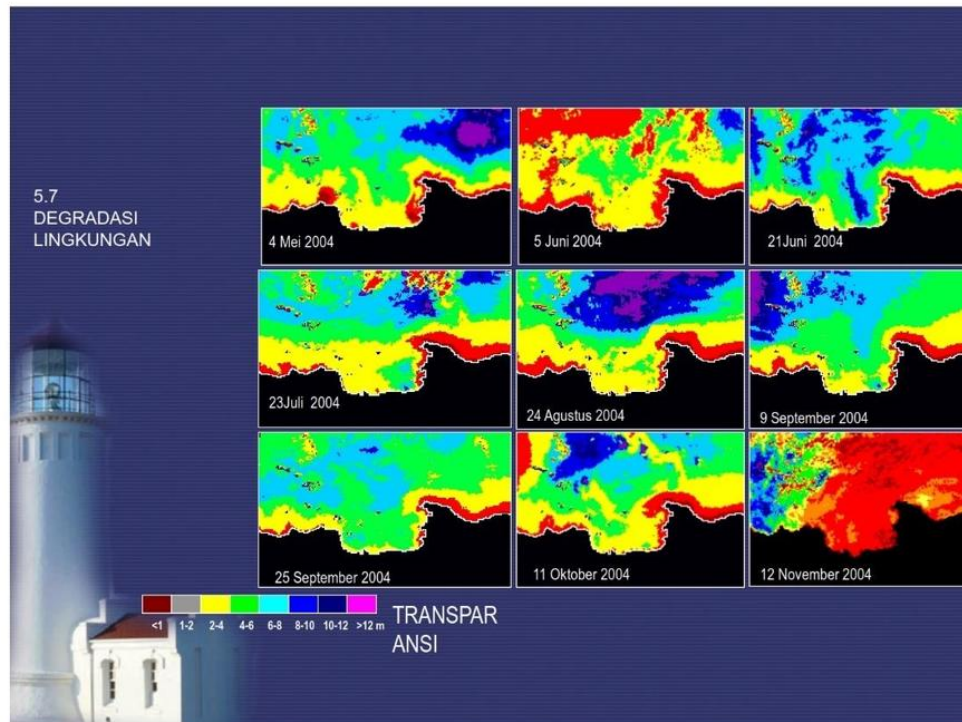 5.7
DEGRADASI
LINGKUNGAN
4 Mei 2004
5 Juni 2004
21Juni 2004
23Juli 2004
24 Agustus 2004
9 September 2004
25 September 2004
11 Oktober 2004
12 November 2004
<1 1-2 2-4 4-6 6-8 8-10 10-12 >12 m
TRANSPAR
ANSI